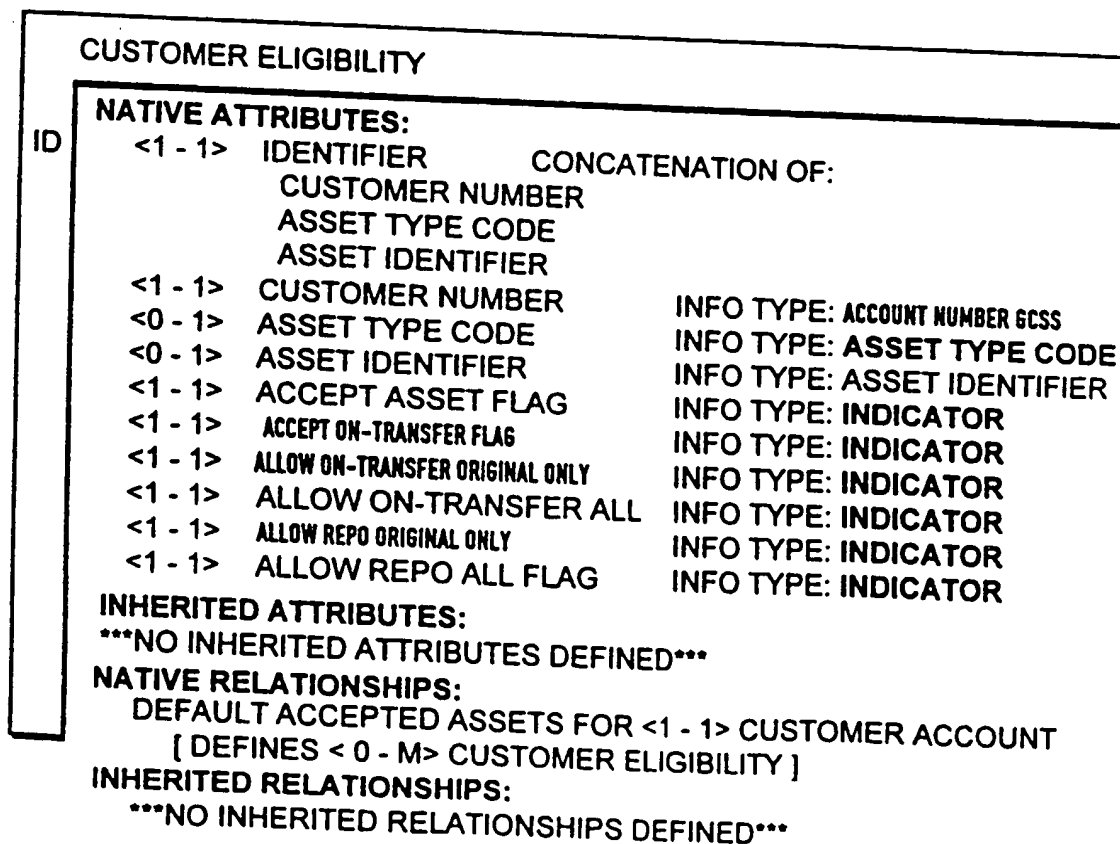 CUSTOMER ELIGIBILITY
ID
NATIVE ATTRIBUTES:
<1 - 1> IDENTIFIER CONCATENATION OF:
CUSTOMER NUMBER
ASSET TYPE CODE
ASSET IDENTIFIER
<1 - 1> CUSTOMER NUMBER INFO TYPE: ACCOUNT NUMBER GCSS
<0 - 1> ASSET TYPE CODE INFO TYPE: ASSET TYPE CODE
<0 - 1> ASSET IDENTIFIER INFO TYPE: ASSET IDENTIFIER
<1 - 1> ACCEPT ASSET FLAG INFO TYPE: INDICATOR
<1 - 1> ACCEPT ON-TRANSFER FLAG INFO TYPE: INDICATOR
<1 - 1> ALLOW ON-TRANSFER ORIGINAL ONLY INFO TYPE: INDICATOR
<1 - 1> ALLOW ON-TRANSFER ALL INFO TYPE: INDICATOR
<1 - 1> ALLOW REPO ORIGINAL ONLY INFO TYPE: INDICATOR
<1 - 1> ALLOW REPO ALL FLAG INFO TYPE: INDICATOR
INHERITED ATTRIBUTES:
***NO INHERITED ATTRIBUTES DEFINED***
NATIVE RELATIONSHIPS:
DEFAULT ACCEPTED ASSETS FOR <1 - 1> CUSTOMER ACCOUNT
[ DEFINES < 0 - M> CUSTOMER ELIGIBILITY ]
INHERITED RELATIONSHIPS:
***NO INHERITED RELATIONSHIPS DEFINED***